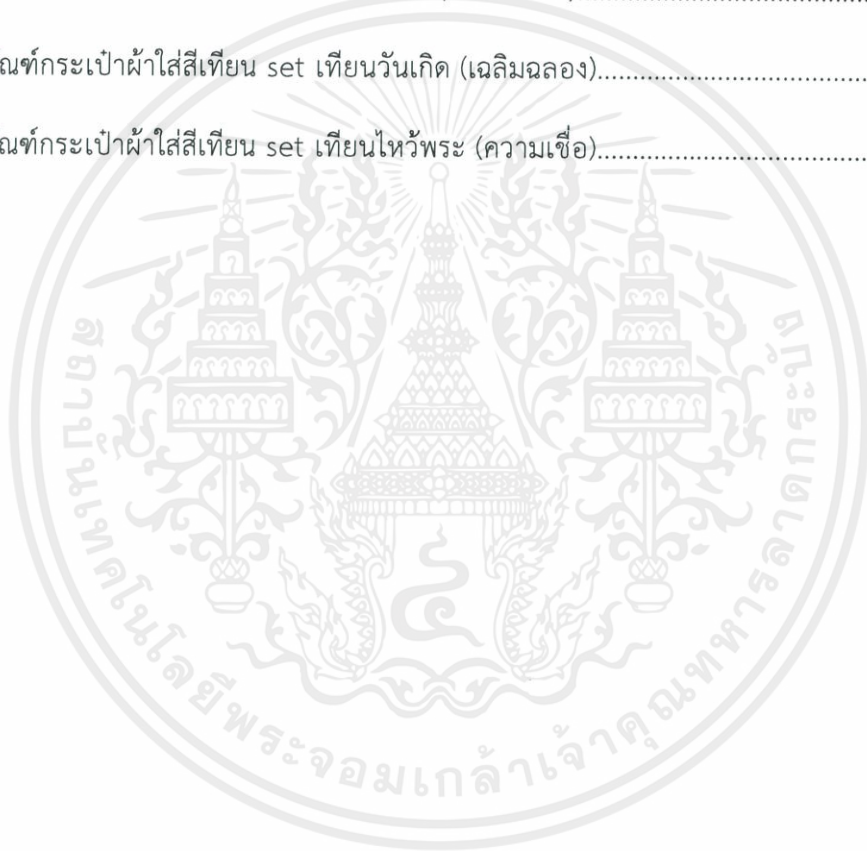 ณฑ์กระเป๋าผ้าใส่สีเทียน set เทียนวันเกิด (เฉลิมฉลอง)......................................
ณฑ์กระเป๋าผ้าใส่สีเทียน set เทียนไหว้พระ (ความเชื่อ)......................................
สถาบันเทคโนโลยีพระจอมเกล้าเจ้าคุณทหารลาดกระบัง
๔